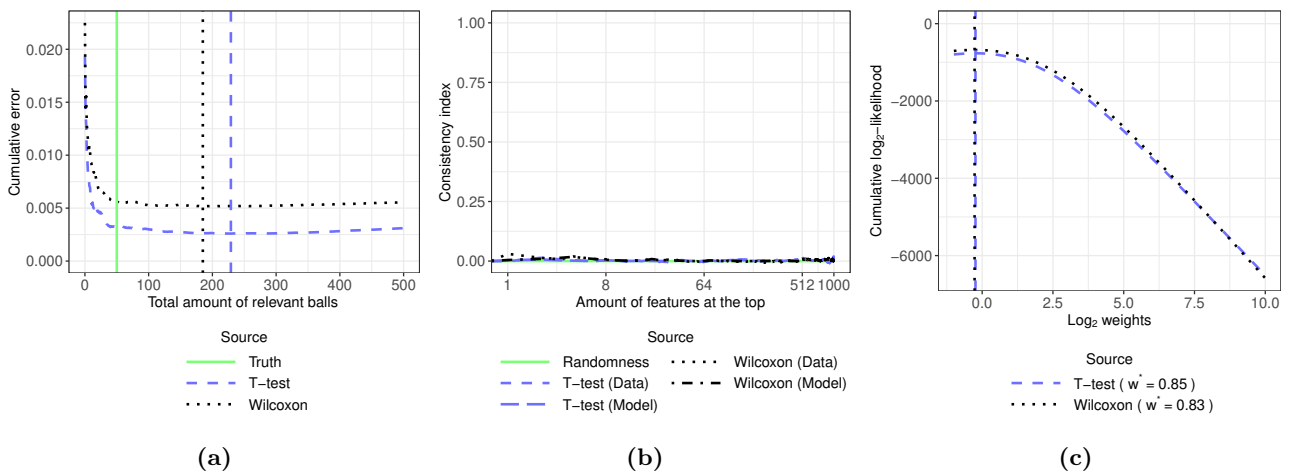 Cumulative error
0.020
0.015
0.010
0.005
0.000
0
100
200
300
400
500
Total amount of relevant balls
Source
Truth
T−test
Wilcoxon
(a)
Consistency index
1.00
0.75
0.50
0.25
0.00
1
8
64
512
1000
Amount of features at the top
Source
Randomness
T−test (Data)
T−test (Model)
Wilcoxon (Data)
Wilcoxon (Model)
(b)
Cumulative log₂−likelihood
0
−2000
−4000
−6000
0.0
2.5
5.0
7.5
10.0
Log₂ weights
Source
T−test ( w* = 0.85 )
Wilcoxon ( w* = 0.83 )
(c)